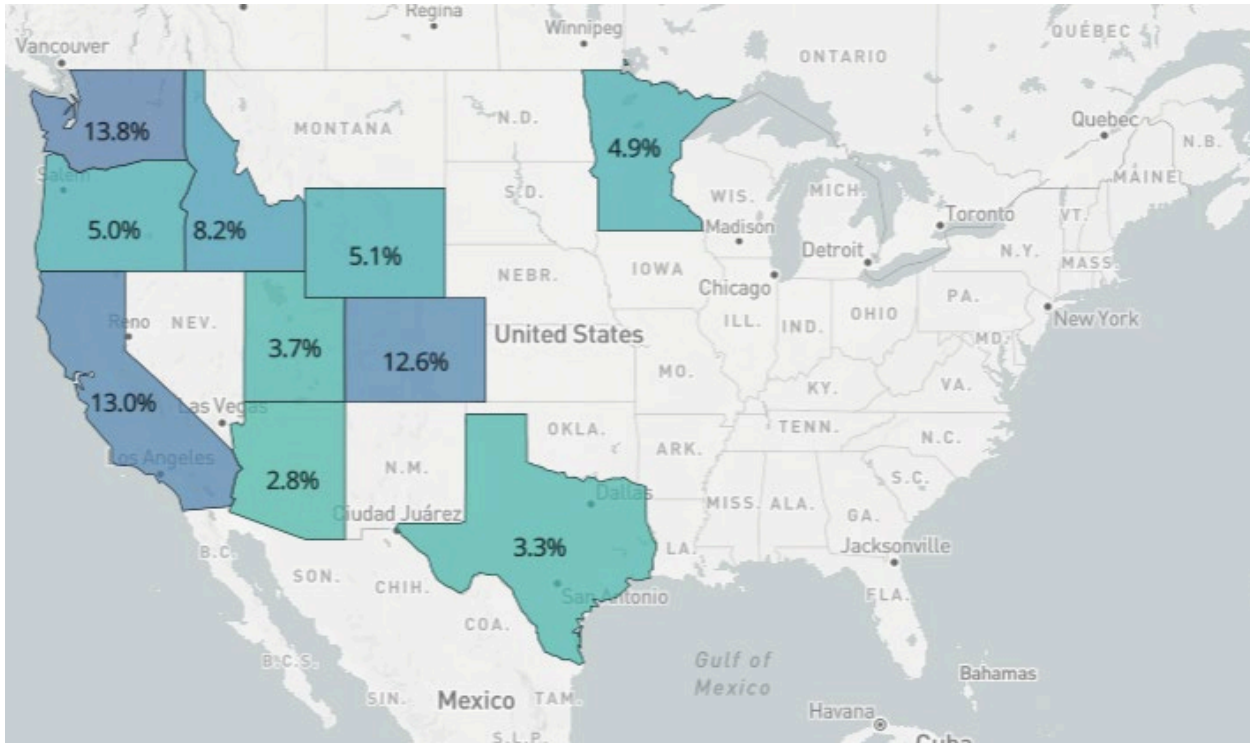 Regina
Winnipeg
QUÉBEC
Vancouver
ONTARIO
13.8%
MONTANA
N.D.
Quebec
N.B.
4.9%
MAINE
Salem
S.D.
WIS.
MICH.
5.0%
8.2%
Madison
Toronto
VT.
5.1%
Detroit
N.Y.
MASS.
NEBR.
IOWA
Chicago
PA.
Reno
NEV.
United States
ILL.
IND.
OHIO
New York
3.7%
12.6%
MD.
MO.
KY.
VA.
13.0%
Las Vegas
OKLA.
TENN.
N.C.
Los Angeles
N.M.
ARK.
S.C.
2.8%
Dallas
MISS.
ALA.
GA.
Ciudad Juárez
3.3%
LA.
Jacksonville
B.C.
SON.
CHIH.
San Antonio
FLA.
COA.
B.C.S.
Gulf of
Mexico
Bahamas
SIN.
Mexico
TAM.
Havana
S.L.P.
Cuba